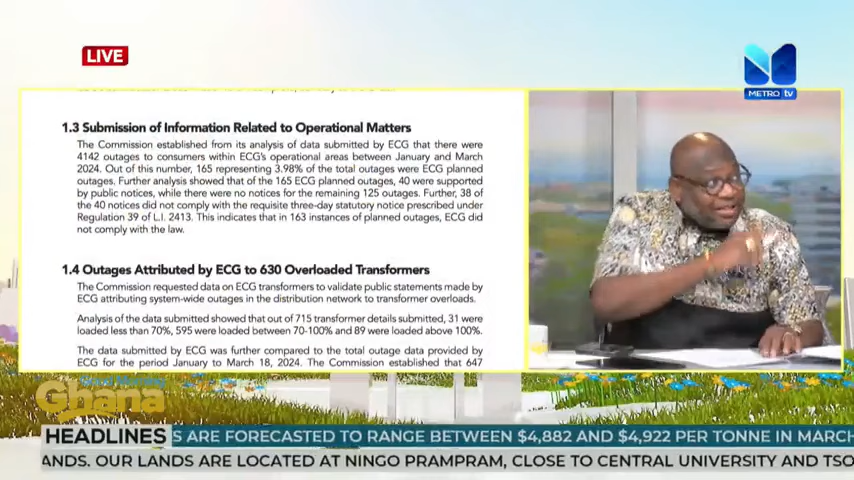 LIVE
METRO tv
1.3 Submission of Information Related to Operational Matters
The Commission established from its analysis of data submitted by ECG that there were
4142 outages to consumers within ECG's operational areas between January and March
2024. Out of this number, 165 representing 3.98% of the total outages were ECG planned
outages. Further analysis showed that of the 165 ECG planned outages, 40 were supported
by public notices, while there were no notices for the remaining 125 outages. Further, 38 of
the 40 notices did not comply with the requisite three-day statutory notice prescribed under
Regulation 39 of L.I. 2413. This indicates that in 163 instances of planned outages, ECG did
not comply with the law.
1.4 Outages Attributed by ECG to 630 Overloaded Transformers
The Commission requested data on ECG transformers to validate public statements made by
ECG attributing system-wide outages in the distribution network to transformer overloads.
Analysis of the data submitted showed that out of 715 transformer details submitted, 31 were
loaded less than 70%, 595 were loaded between 70-100% and 89 were loaded above 100%.
The data submitted by ECG was further compared to the total outage data provided by
ECG for the period January to March 18, 2024. The Commission established that 647
Good Morning
Ghana
HEADLINES
S ARE FORECASTED TO RANGE BETWEEN $4,882 AND $4,922 PER TONNE IN MARCH
ANDS. OUR LANDS ARE LOCATED AT NINGO PRAMPRAM, CLOSE TO CENTRAL UNIVERSITY AND TSO